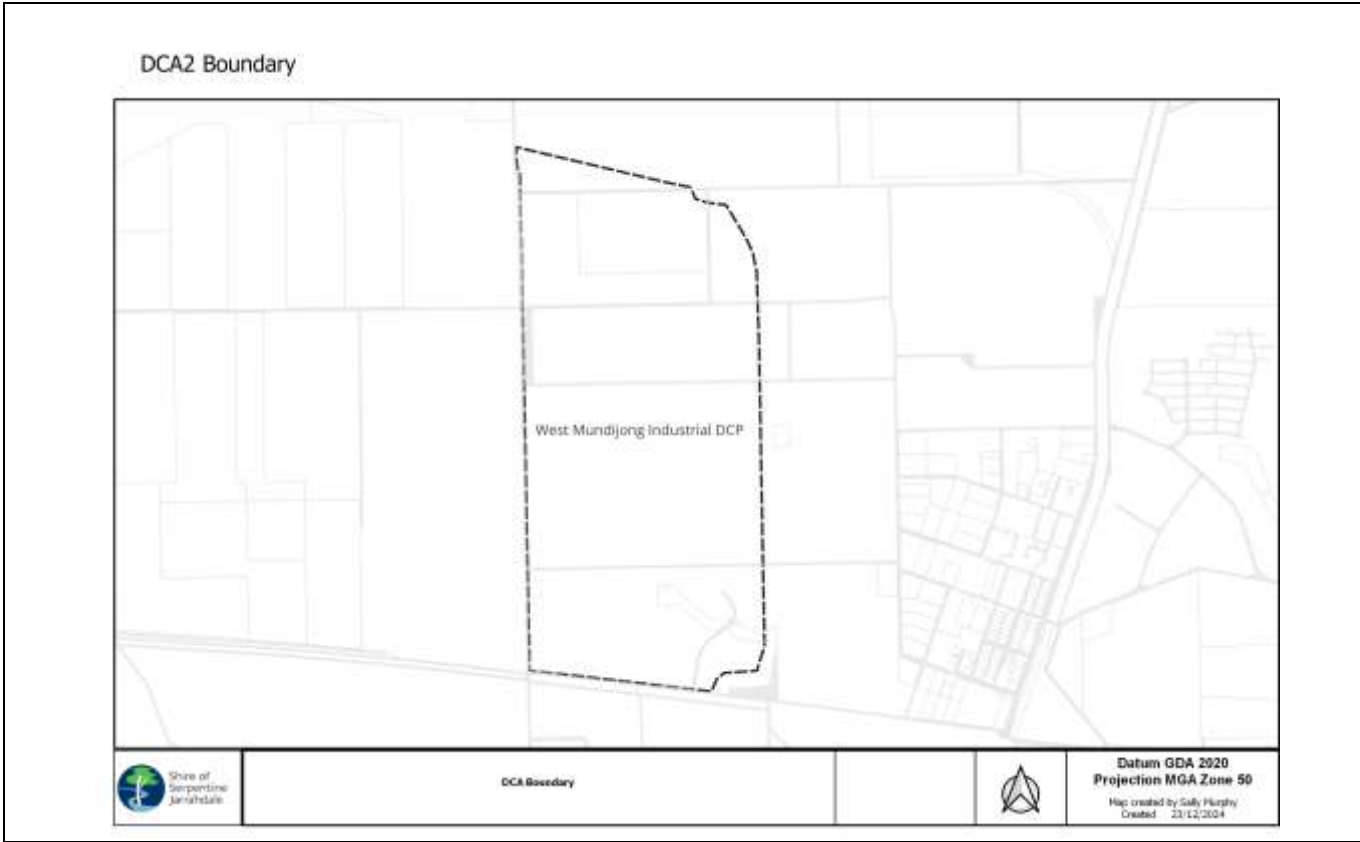 DCA2 Boundary
West Mundijong Industrial DCP
Shire of
Serpentine
Jarrahdale
DCA Boundary
Datum GDA 2020
Projection MGA Zone 50
Map created by Sally Murphy
Created 23/12/2024